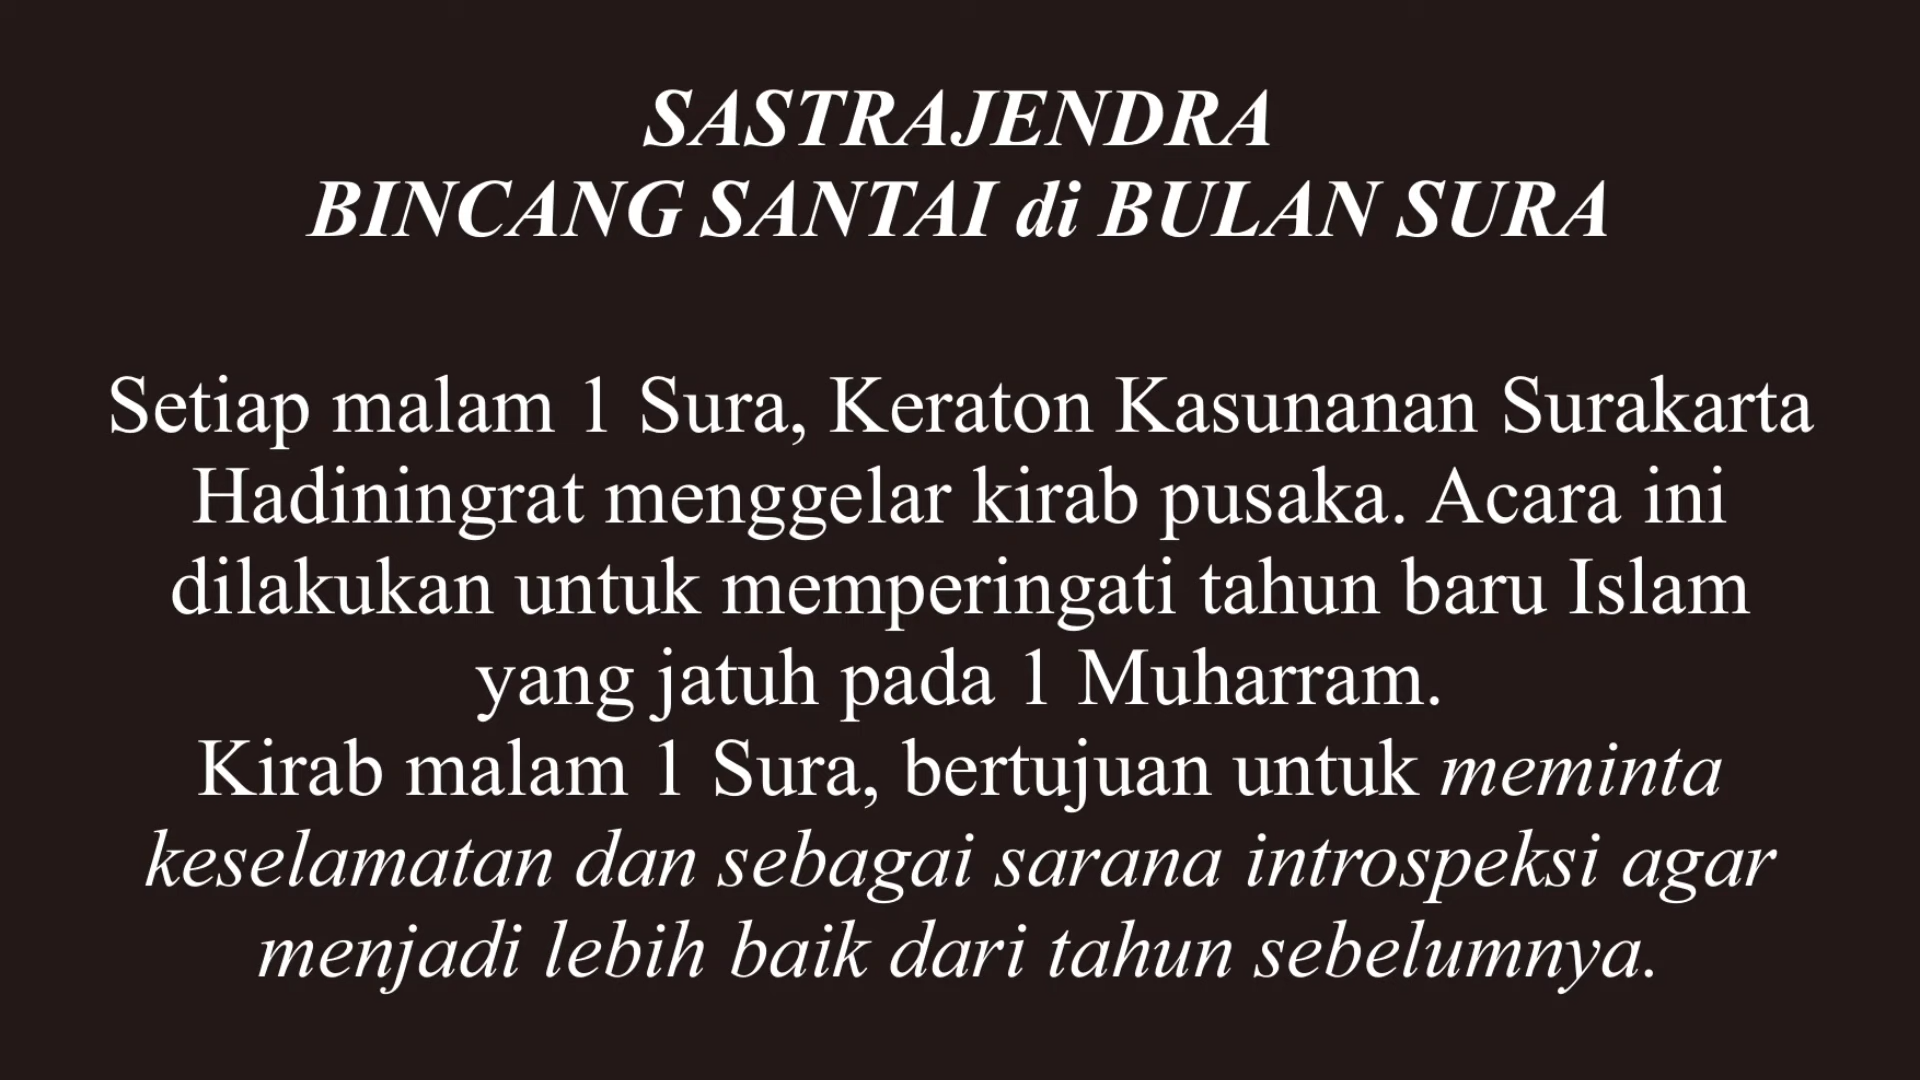 SASTRAJENDRA
BINCANG SANTAI di BULAN SURA
Setiap malam 1 Sura, Keraton Kasunanan Surakarta
Hadiningrat menggelar kirab pusaka. Acara ini
dilakukan untuk memperingati tahun baru Islam
yang jatuh pada 1 Muharram.
Kirab malam 1 Sura, bertujuan untuk meminta
keselamatan dan sebagai sarana introspeksi agar
menjadi lebih baik dari tahun sebelumnya.